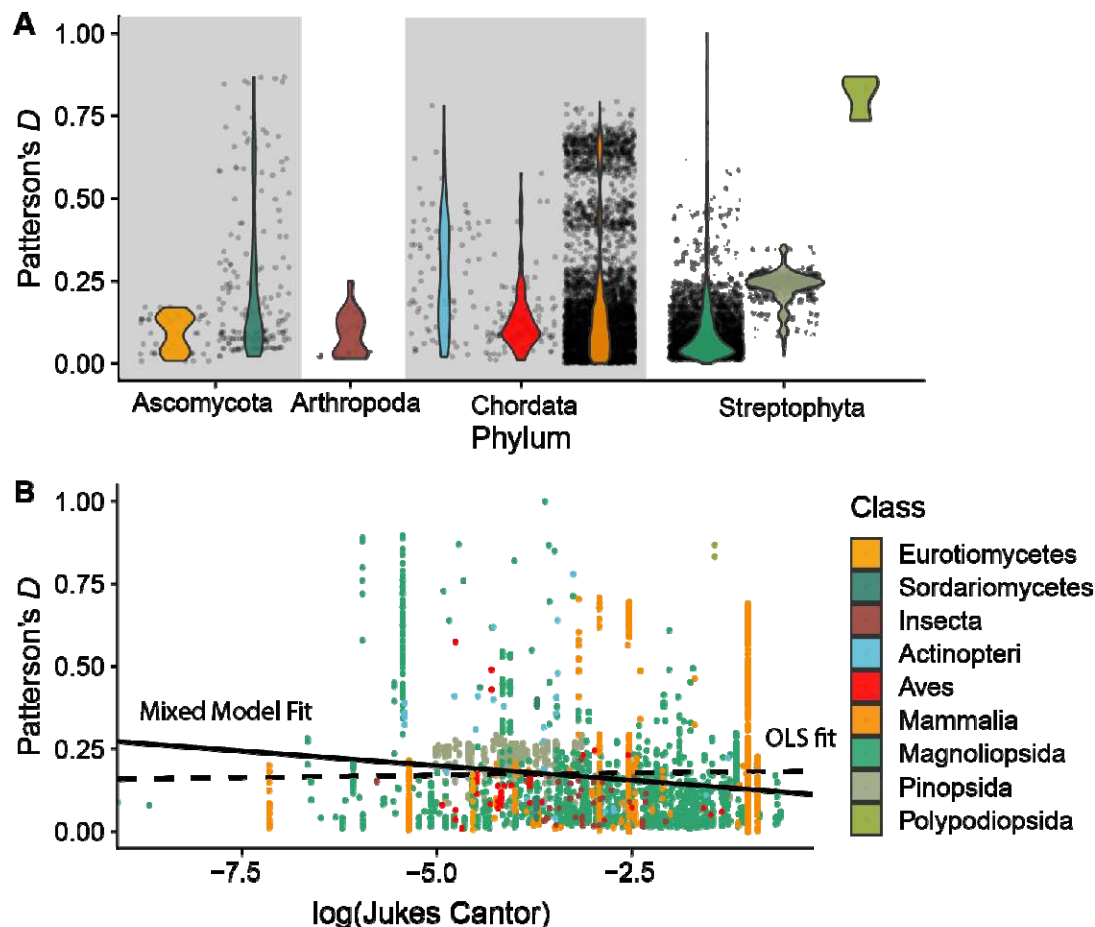 A
Patterson's D
1.00
0.75
0.50
0.25
0.00
Ascomycota
Arthropoda
Chordata
Streptophyta
Phylum
B
Patterson's D
1.00
0.75
0.50
0.25
0.00
Mixed Model Fit
OLS fit
−7.5
−5.0
−2.5
log(Jukes Cantor)
Class
Eurotiomycetes
Sordariomycetes
Insecta
Actinopteri
Aves
Mammalia
Magnoliopsida
Pinopsida
Polypodiopsida